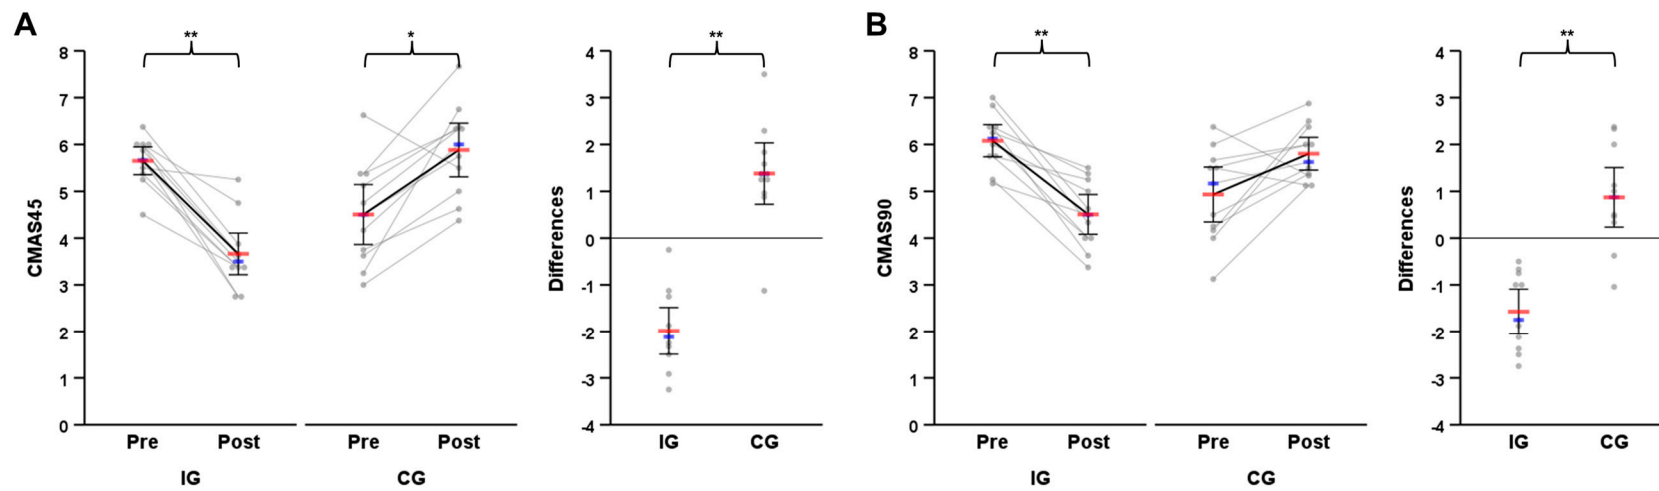 A
B
**
*
**
**
**
8
7
6
5
4
3
2
1
0
CMAS45
Pre
Post
Pre
Post
IG
CG
4
3
2
1
0
-1
-2
-3
-4
Differences
IG
CG
8
7
6
5
4
3
2
1
0
CMAS90
Pre
Post
Pre
Post
IG
CG
4
3
2
1
0
-1
-2
-3
-4
Differences
IG
CG